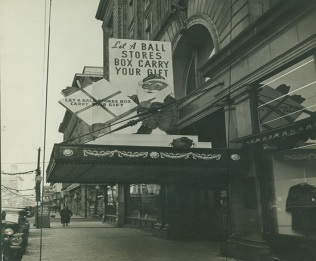 Let A BALL
STORES
BOX CARRY
YOUR GIFT
LET A BALL STORES BOX
CARRY YOUR GIFT